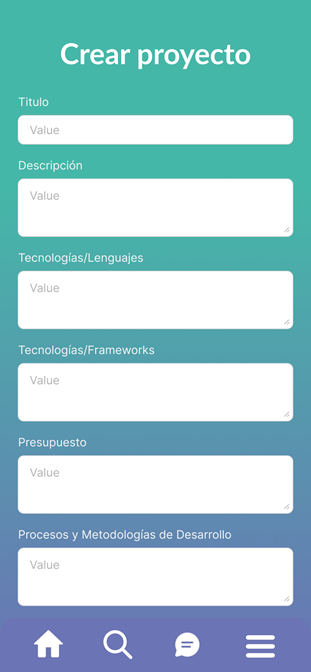 Crear proyecto
Titulo
Value
Descripción
Value
Tecnologías/Lenguajes
Value
Tecnologías/Frameworks
Value
Presupuesto
Value
Procesos y Metodologías de Desarrollo
Value